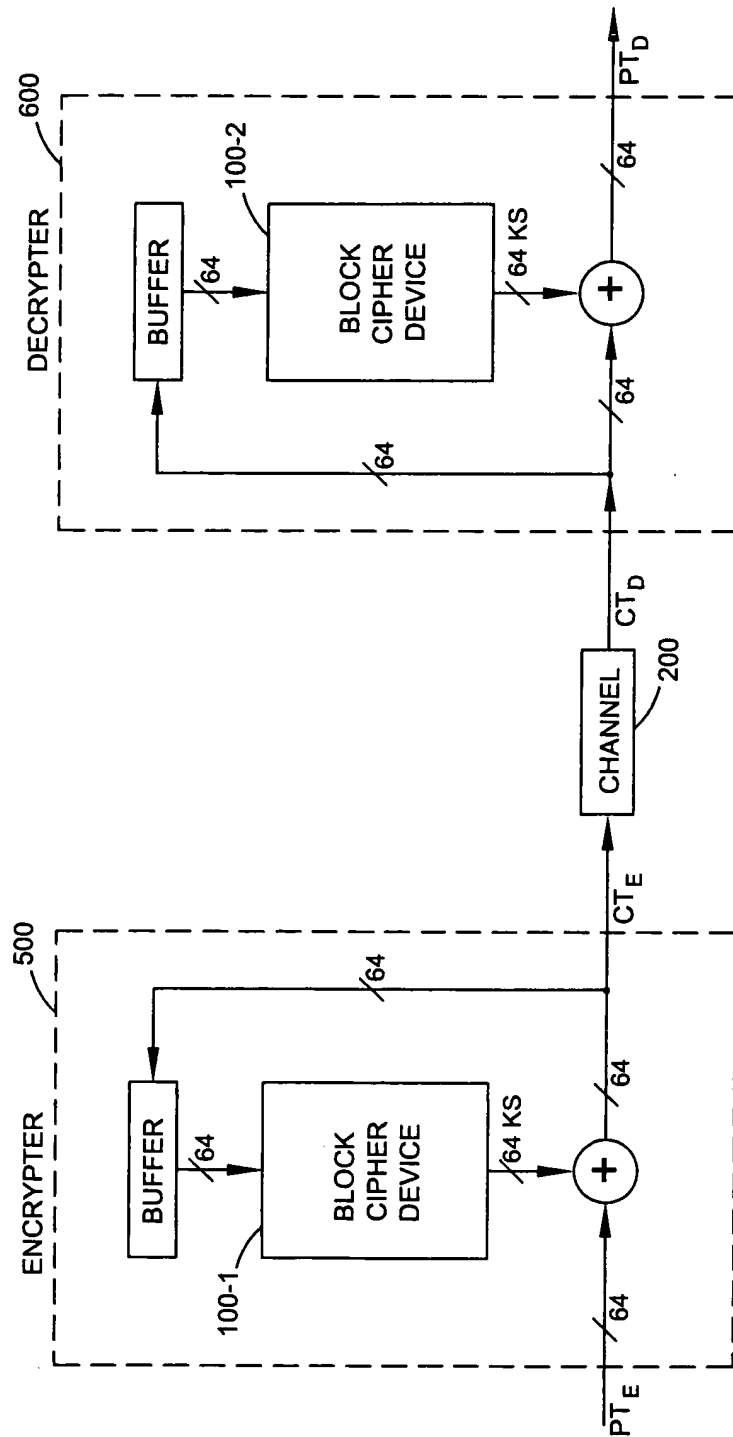 ENCRYPTER
500
BUFFER
64
64
BLOCK
CIPHER
DEVICE
100-1
64 KS
+
64
64
PT_E
CT_E
CHANNEL
200
CT_D
DECRYPTER
600
BUFFER
64
64
BLOCK
CIPHER
DEVICE
100-2
64 KS
+
64
64
PT_D